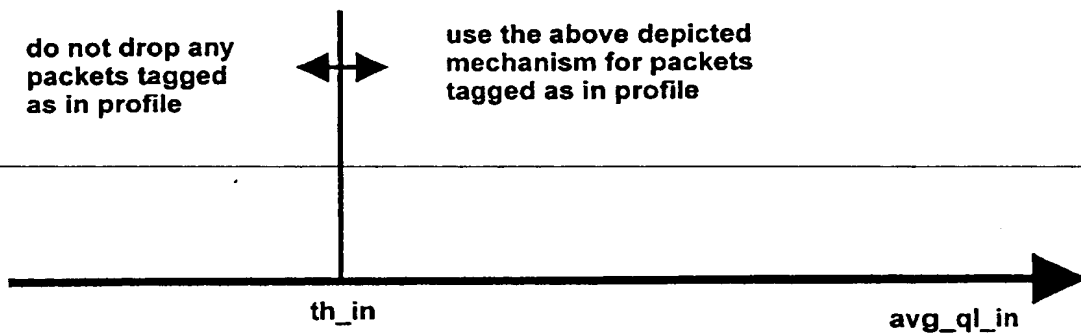 do not drop any
packets tagged
as in profile
use the above depicted
mechanism for packets
tagged as in profile
th_in
avg_ql_in